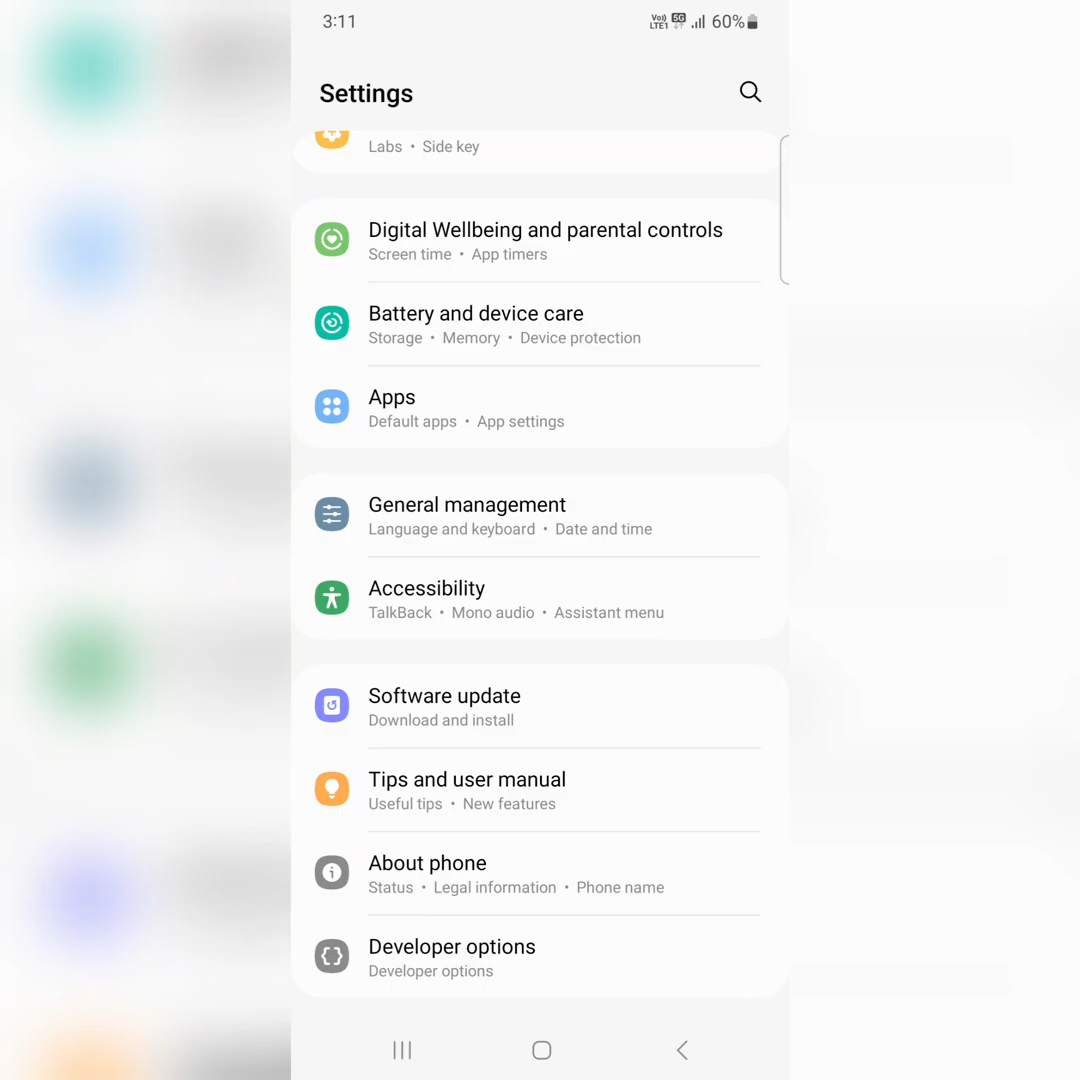 3:11
Vo)) LTE1 5G 60%
Settings
Labs • Side key
Digital Wellbeing and parental controls
Screen time • App timers
Battery and device care
Storage • Memory • Device protection
Apps
Default apps • App settings
General management
Language and keyboard • Date and time
Accessibility
TalkBack • Mono audio • Assistant menu
Software update
Download and install
Tips and user manual
Useful tips • New features
About phone
Status • Legal information • Phone name
Developer options
Developer options